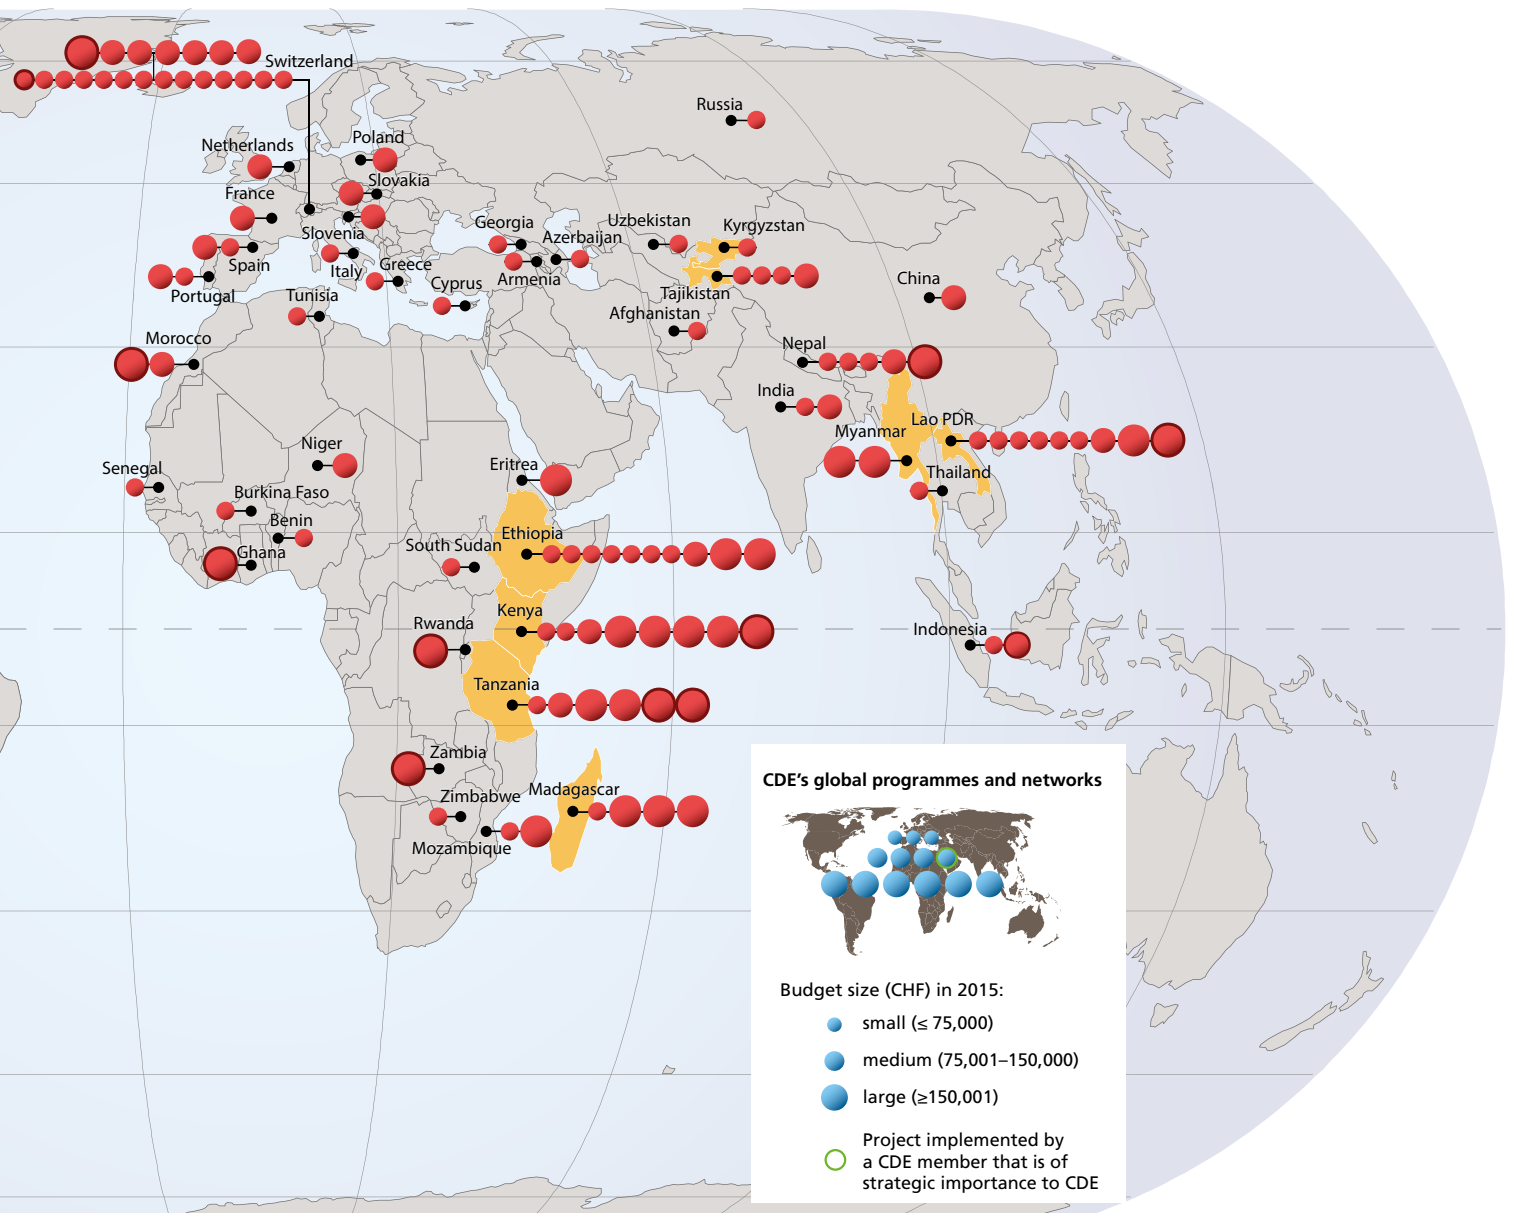 Switzerland
Russia
Netherlands
Poland
Slovakia
France
Slovenia
Georgia
Uzbekistan
Kyrgyzstan
Azerbaijan
Spain
Italy
Greece
Armenia
Cyprus
Tajikistan
China
Portugal
Tunisia
Afghanistan
Morocco
Nepal
India
Lao PDR
Myanmar
Niger
Senegal
Eritrea
Thailand
Burkina Faso
Benin
Ghana
South Sudan
Ethiopia
Kenya
Rwanda
Indonesia
Tanzania
Zambia
Zimbabwe
Madagascar
Mozambique
CDE's global programmes and networks
Budget size (CHF) in 2015:
small (≤ 75,000)
medium (75,001–150,000)
large (≥150,001)
Project implemented by
a CDE member that is of
strategic importance to CDE